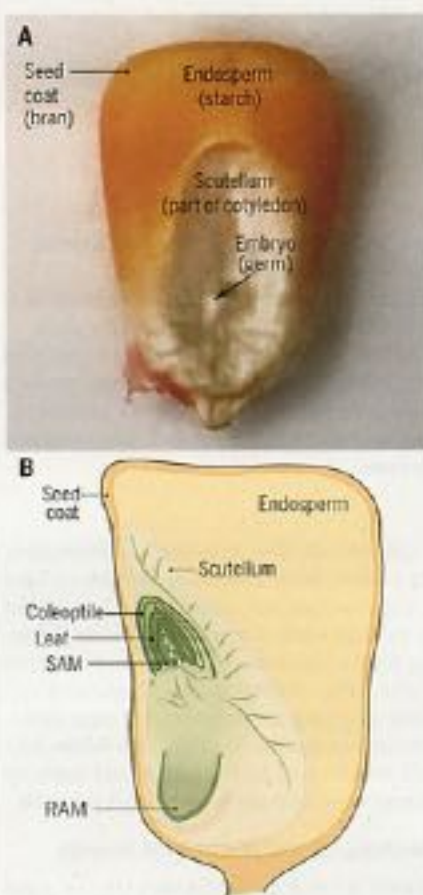 A
Seed
coat
(bran)
Endosperm
(starch)
Scutellum
(part of cotyledon)
Embryo
(germ)
B
Seed
coat
Endosperm
Scutellum
Coleoptile
Leaf
SAM
RAM